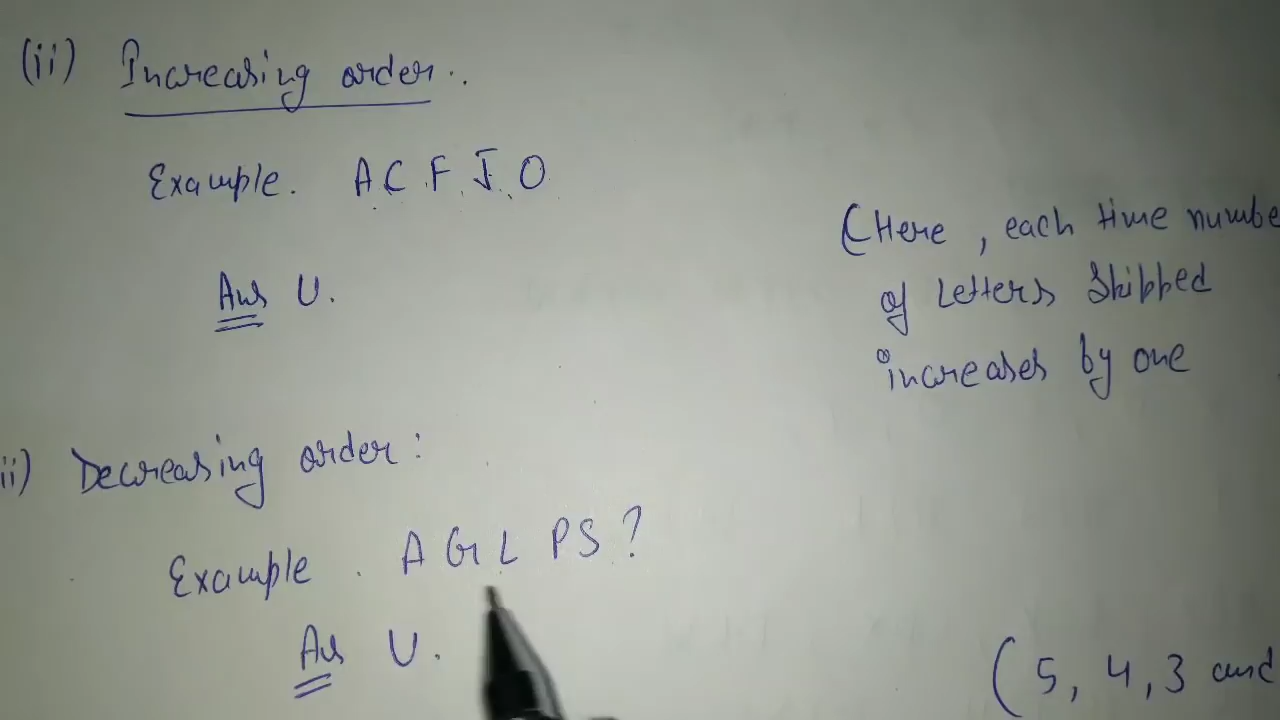 (ii) Increasing order..
Example. A C F J O
(Here, each time numbe
of Letters Skipped
increases by one
Ans U.
ii) Decreasing order:
Example. A G L P S ?
Ans U.
(5, 4, 3 and